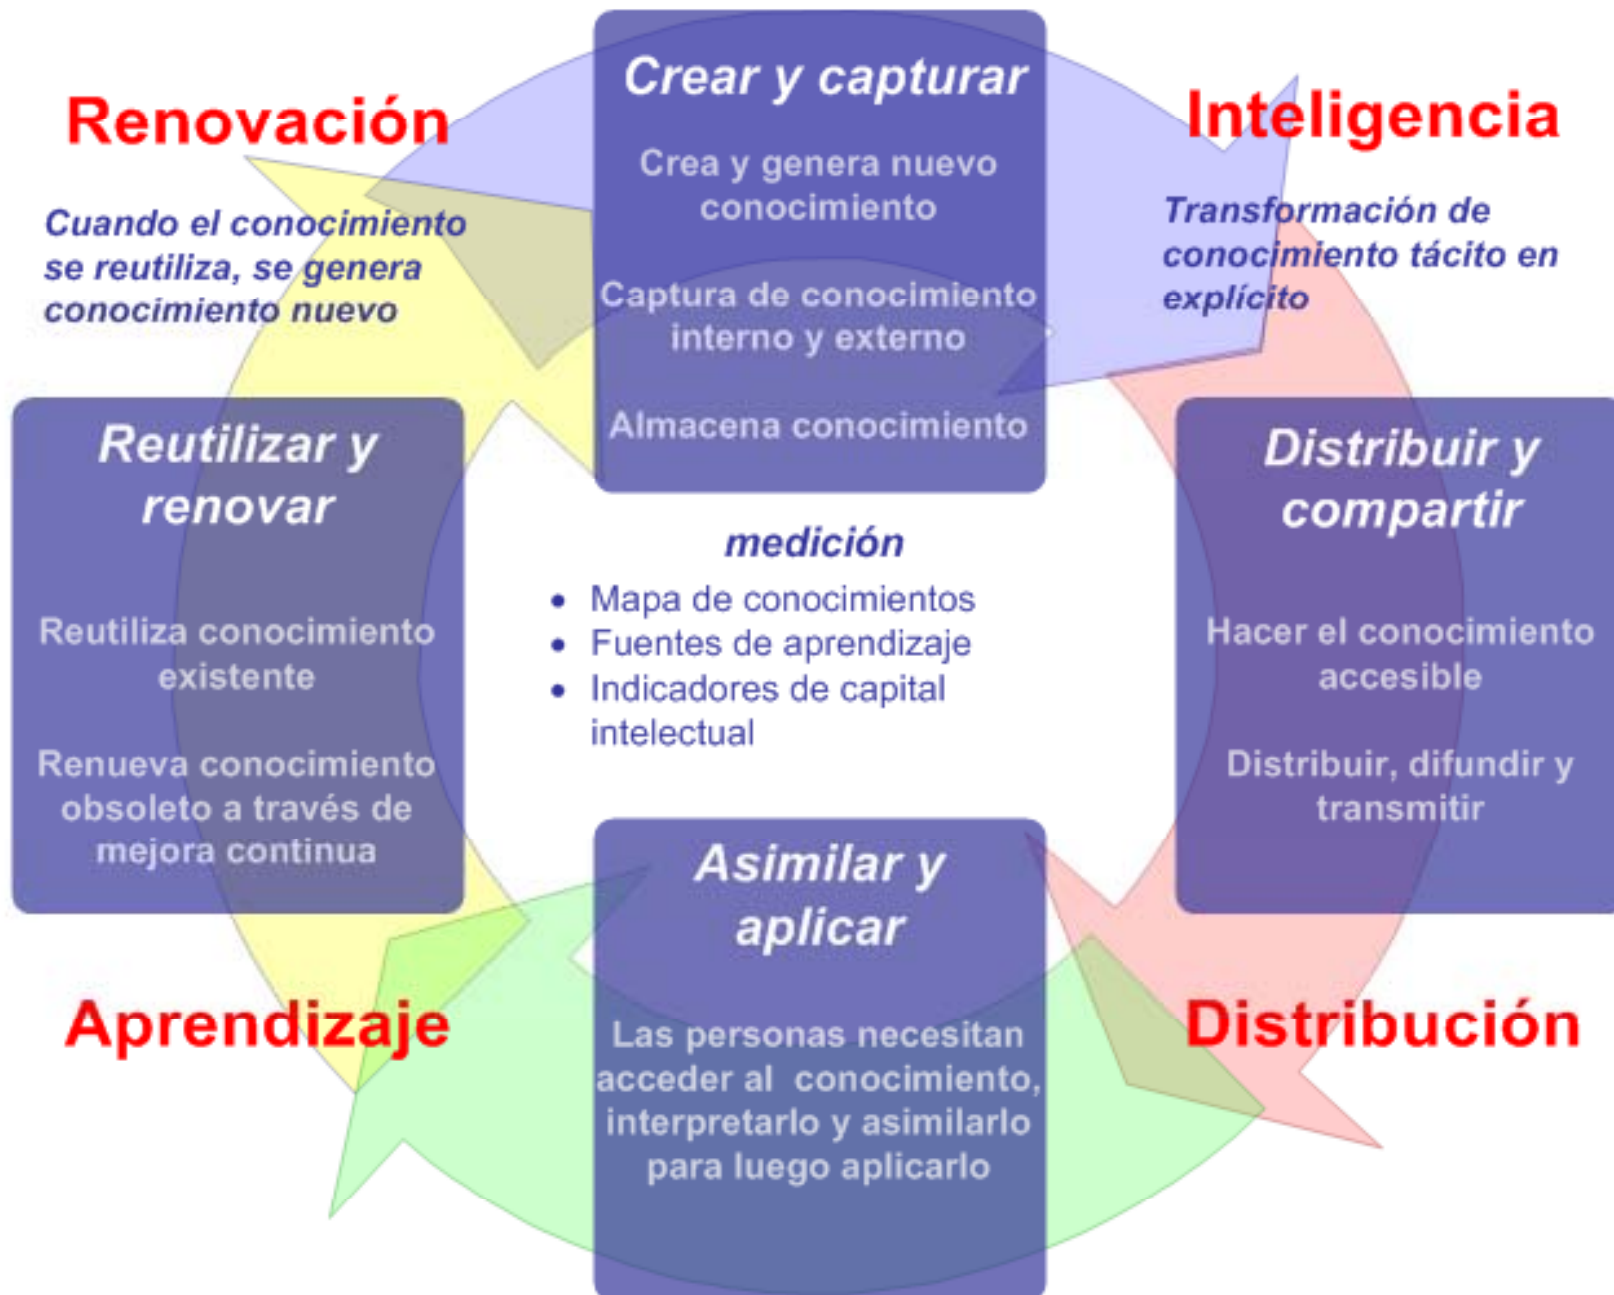 Crear y capturar
Crea y genera nuevo
conocimiento
Captura de conocimiento
interno y externo
Almacena conocimiento
Renovación
Cuando el conocimiento
se reutiliza, se genera
conocimiento nuevo
Inteligencia
Transformación de
conocimiento tácito en
explícito
Reutilizar y
renovar
Reutiliza conocimiento
existente
Renueva conocimiento
obsoleto a través de
mejora continua
medición
• Mapa de conocimientos
• Fuentes de aprendizaje
• Indicadores de capital
intelectual
Distribuir y
compartir
Hacer el conocimiento
accesible
Distribuir, difundir y
transmitir
Asimilar y
aplicar
Las personas necesitan
acceder al conocimiento,
interpretarlo y asimilarlo
para luego aplicarlo
Aprendizaje
Distribución